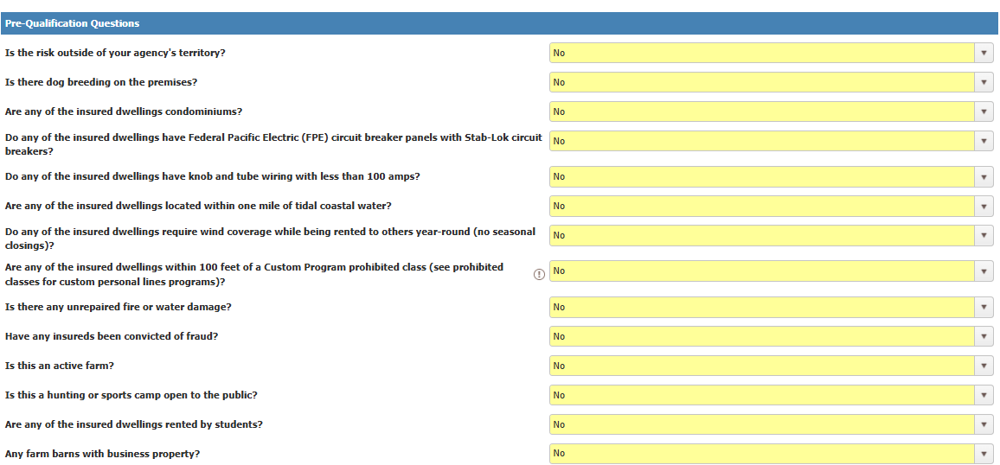 Pre-Qualification Questions
Is the risk outside of your agency's territory?
No
Is there dog breeding on the premises?
No
Are any of the insured dwellings condominiums?
No
Do any of the insured dwellings have Federal Pacific Electric (FPE) circuit breaker panels with Stab-Lok circuit
breakers?
No
Do any of the insured dwellings have knob and tube wiring with less than 100 amps?
No
Are any of the insured dwellings located within one mile of tidal coastal water?
No
Do any of the insured dwellings require wind coverage while being rented to others year-round (no seasonal
closings)?
No
Are any of the insured dwellings within 100 feet of a Custom Program prohibited class (see prohibited
classes for custom personal lines programs)?
No
Is there any unrepaired fire or water damage?
No
Have any insureds been convicted of fraud?
No
Is this an active farm?
No
Is this a hunting or sports camp open to the public?
No
Are any of the insured dwellings rented by students?
No
Any farm barns with business property?
No